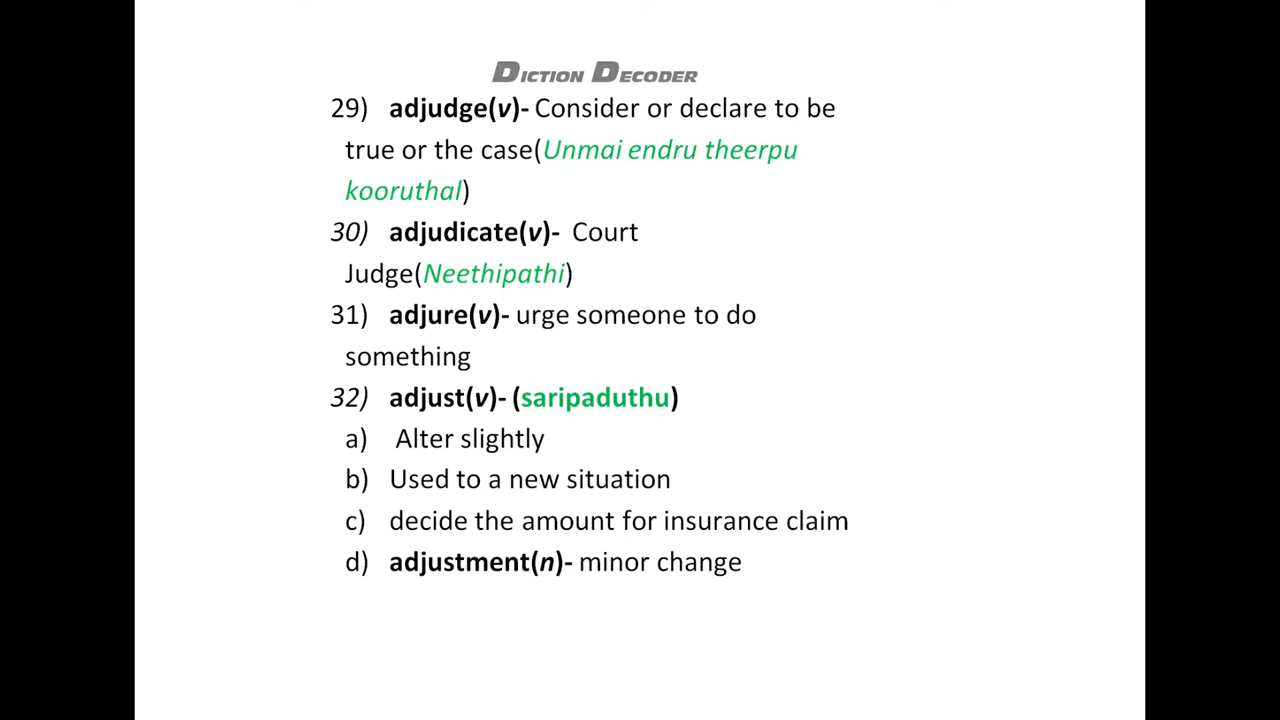 DICTION DECODER
29) adjudge(v)- Consider or declare to be
true or the case(Unmai endru theerpu
kooruthal)
30) adjudicate(v)- Court
Judge(Neethipathi)
31) adjure(v)- urge someone to do
something
32) adjust(v)- (saripaduthu)
a) Alter slightly
b) Used to a new situation
c) decide the amount for insurance claim
d) adjustment(n)- minor change